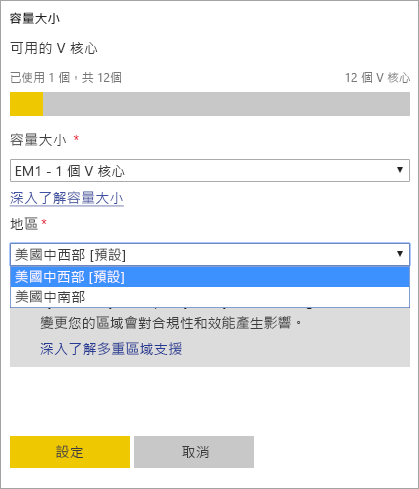 容量大小
可用的 V 核心
已使用 1 個，共 12個 12 個 V 核心
容量大小 *
EM1 - 1 個 V 核心
深入了解容量大小
地區 *
美國中西部 [預設]
美國中西部 [預設]
美國中南部
變更您的區域會對合規性和效能產生影響。
深入了解多重區域支援
設定 取消